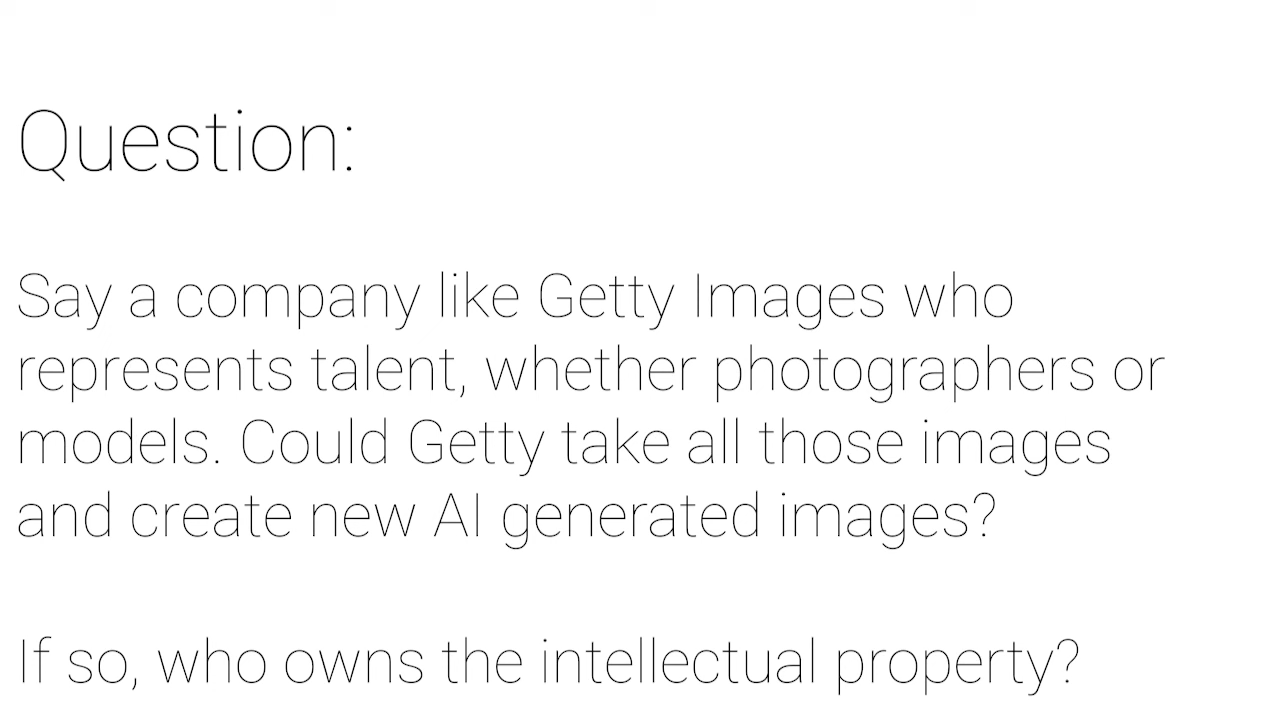 Question:
Say a company like Getty Images who
represents talent, whether photographers or
models. Could Getty take all those images
and create new AI generated images?
If so, who owns the intellectual property?